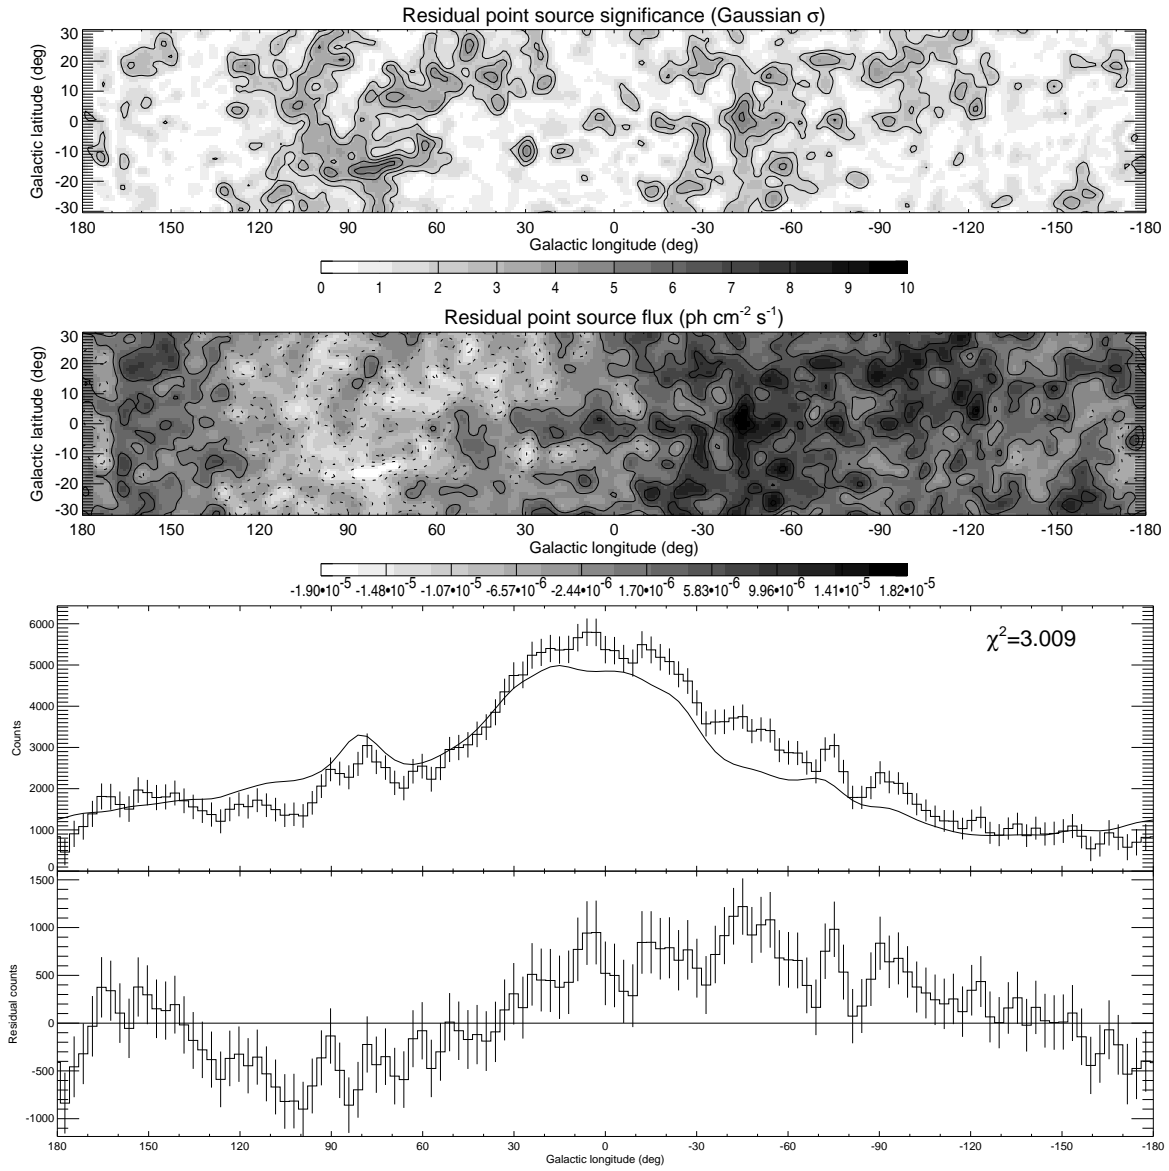 Residual point source significance (Gaussian σ)
30
20
10
0
-10
-20
-30
Galactic latitude (deg)
180 150 120 90 60 30 0 -30 -60 -90 -120 -150 -180
Galactic longitude (deg)
0 1 2 3 4 5 6 7 8 9 10
Residual point source flux (ph cm⁻² s⁻¹)
30
20
10
0
-10
-20
-30
Galactic latitude (deg)
180 150 120 90 60 30 0 -30 -60 -90 -120 -150 -180
Galactic longitude (deg)
-1.90•10⁻⁵ -1.48•10⁻⁵ -1.07•10⁻⁵ -6.57•10⁻⁶ -2.44•10⁻⁶ 1.70•10⁻⁶ 5.83•10⁻⁶ 9.96•10⁻⁶ 1.41•10⁻⁵ 1.82•10⁻⁵
χ²=3.009
6000
5000
4000
3000
2000
1000
0
Counts
1500
1000
500
0
-500
-1000
Residual counts
180 150 120 90 60 30 0 -30 -60 -90 -120 -150 -180
Galactic longitude (deg)